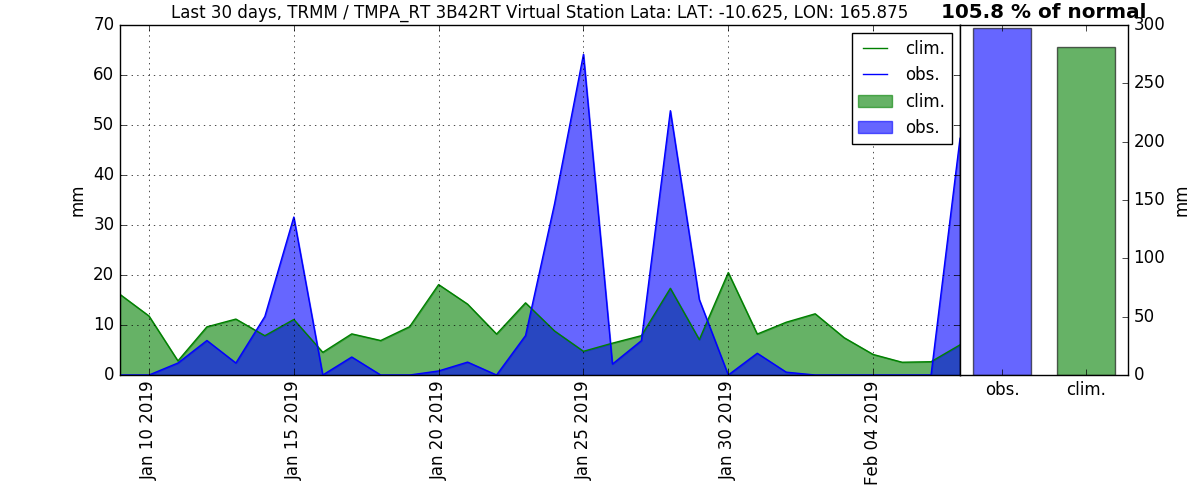 Last 30 days, TRMM / TMPA_RT 3B42RT Virtual Station Lata: LAT: -10.625, LON: 165.875
105.8 % of normal
70
60
50
40
30
20
10
0
mm
clim.
obs.
clim.
obs.
300
250
200
150
100
50
0
mm
Jan 10 2019
Jan 15 2019
Jan 20 2019
Jan 25 2019
Jan 30 2019
Feb 04 2019
obs.
clim.